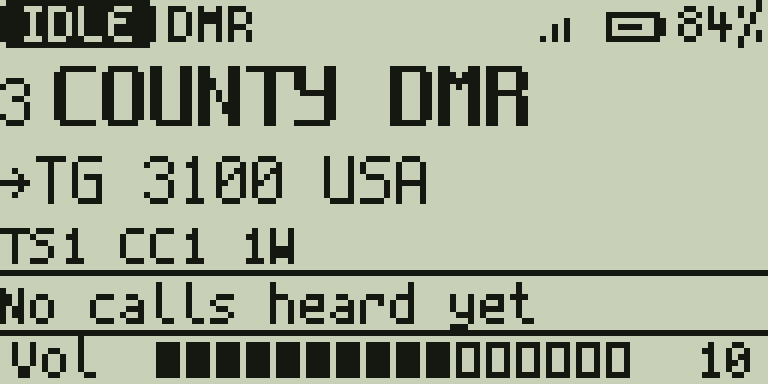 IDLE DMR 84%
3 COUNTY DMR
→TG 3100 USA
TS1 CC1 1W
No calls heard yet
Vol 10